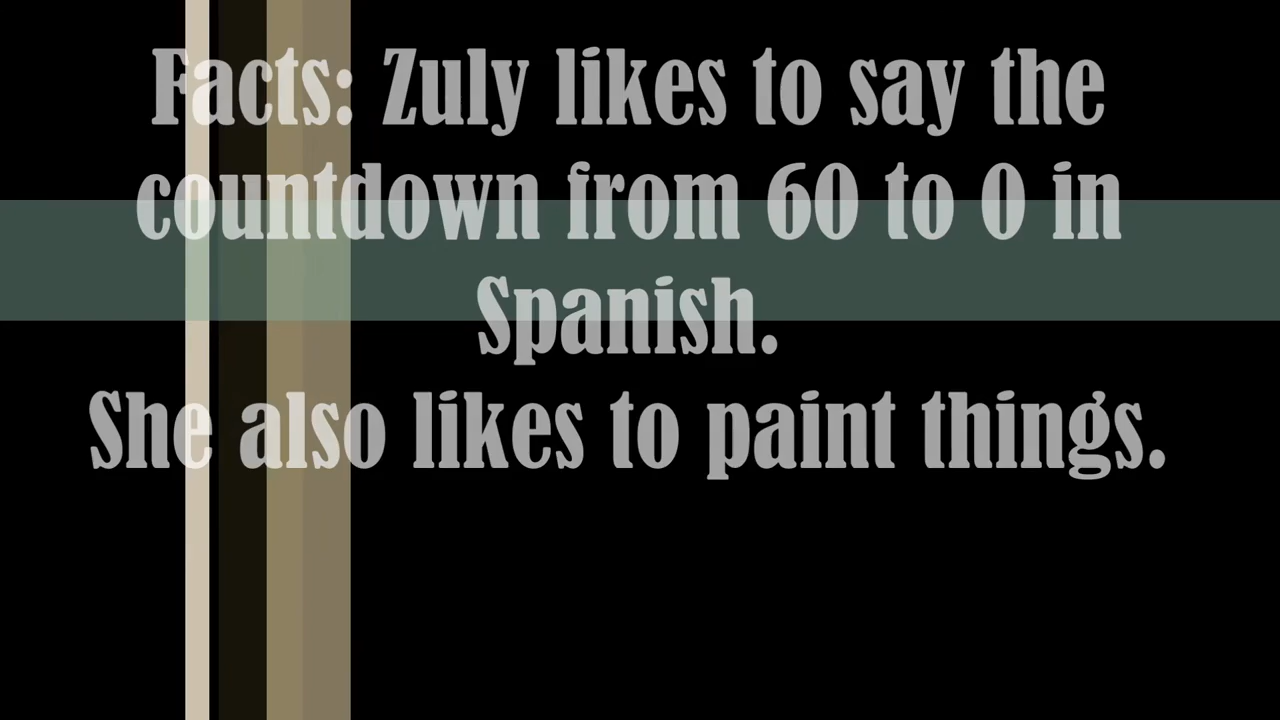 Facts: Zuly likes to say the
countdown from 60 to 0 in
Spanish.
She also likes to paint things.